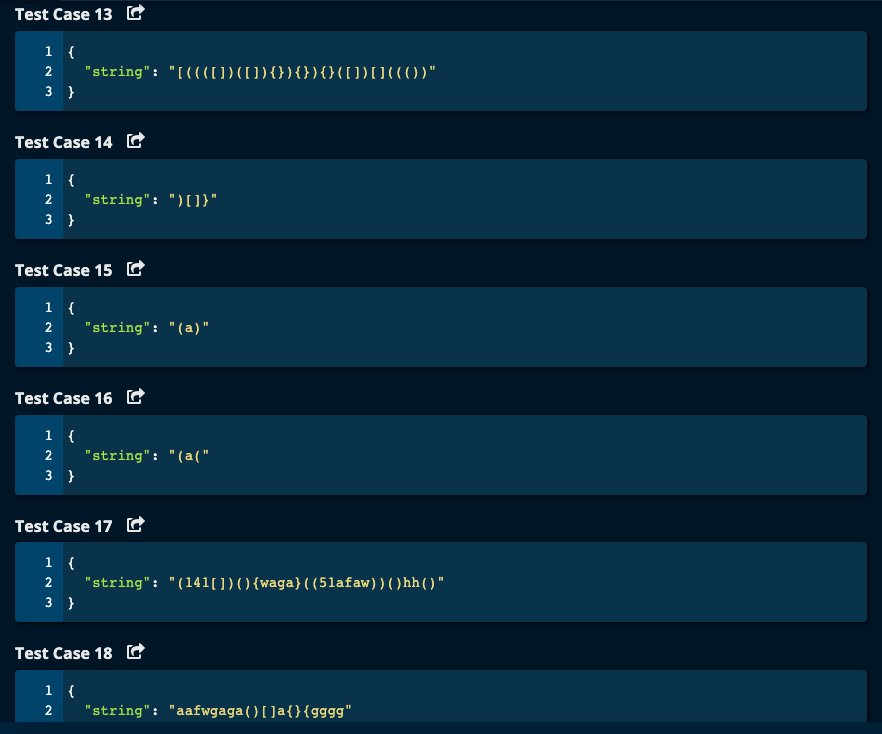 Test Case 13
1 {
2 "string": "[((([])([]){}){}){}([])[]((())"
3 }
Test Case 14
1 {
2 "string": ")[]}"
3 }
Test Case 15
1 {
2 "string": "(a)"
3 }
Test Case 16
1 {
2 "string": "(a("
3 }
Test Case 17
1 {
2 "string": "(141[])(){waga}((51afaw))()hh()"
3 }
Test Case 18
1 {
2 "string": "aafwgaga()[]a{}{gggg"